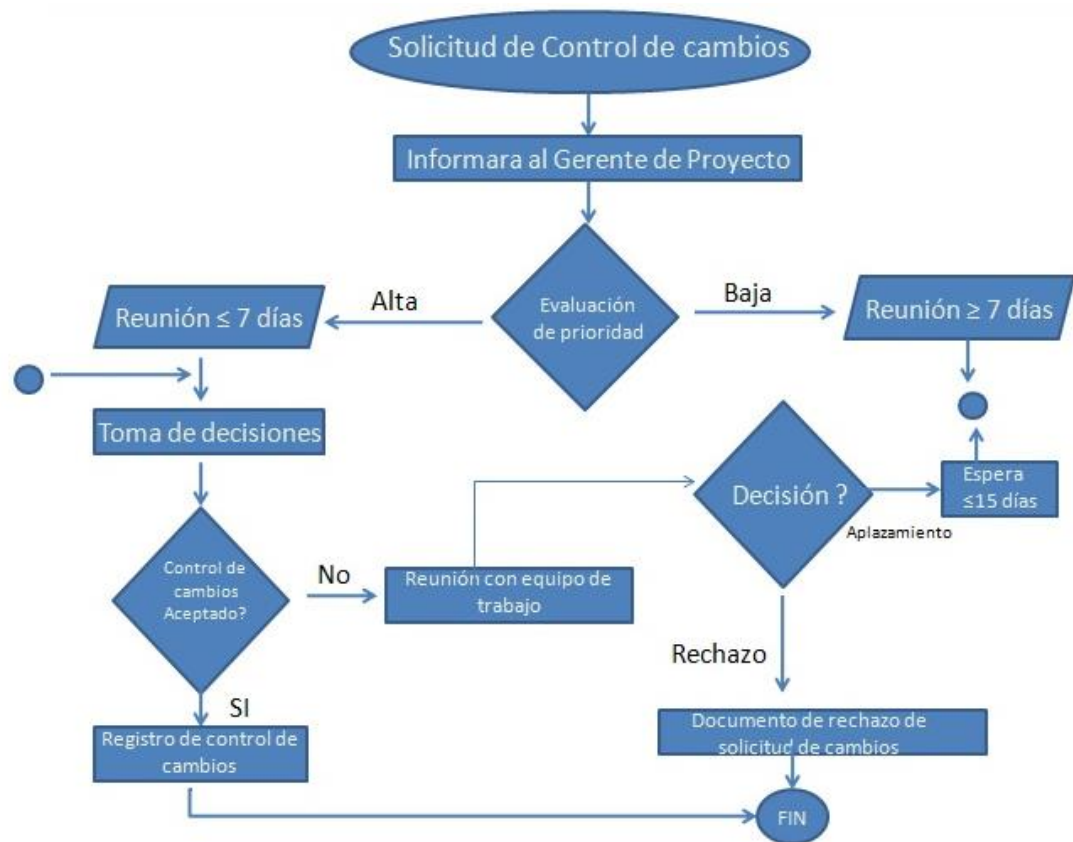 Solicitud de Control de cambios
Informara al Gerente de Proyecto
Evaluación
de prioridad
Alta
Baja
Reunión ≤ 7 días
Reunión ≥ 7 días
Toma de decisiones
Decisión ?
Espera
≤15 días
Aplazamiento
Control de
cambios
Aceptado?
No
Reunión con equipo de
trabajo
Rechazo
SI
Registro de control de
cambios
Documento de rechazo de
solicitud de cambios
FIN